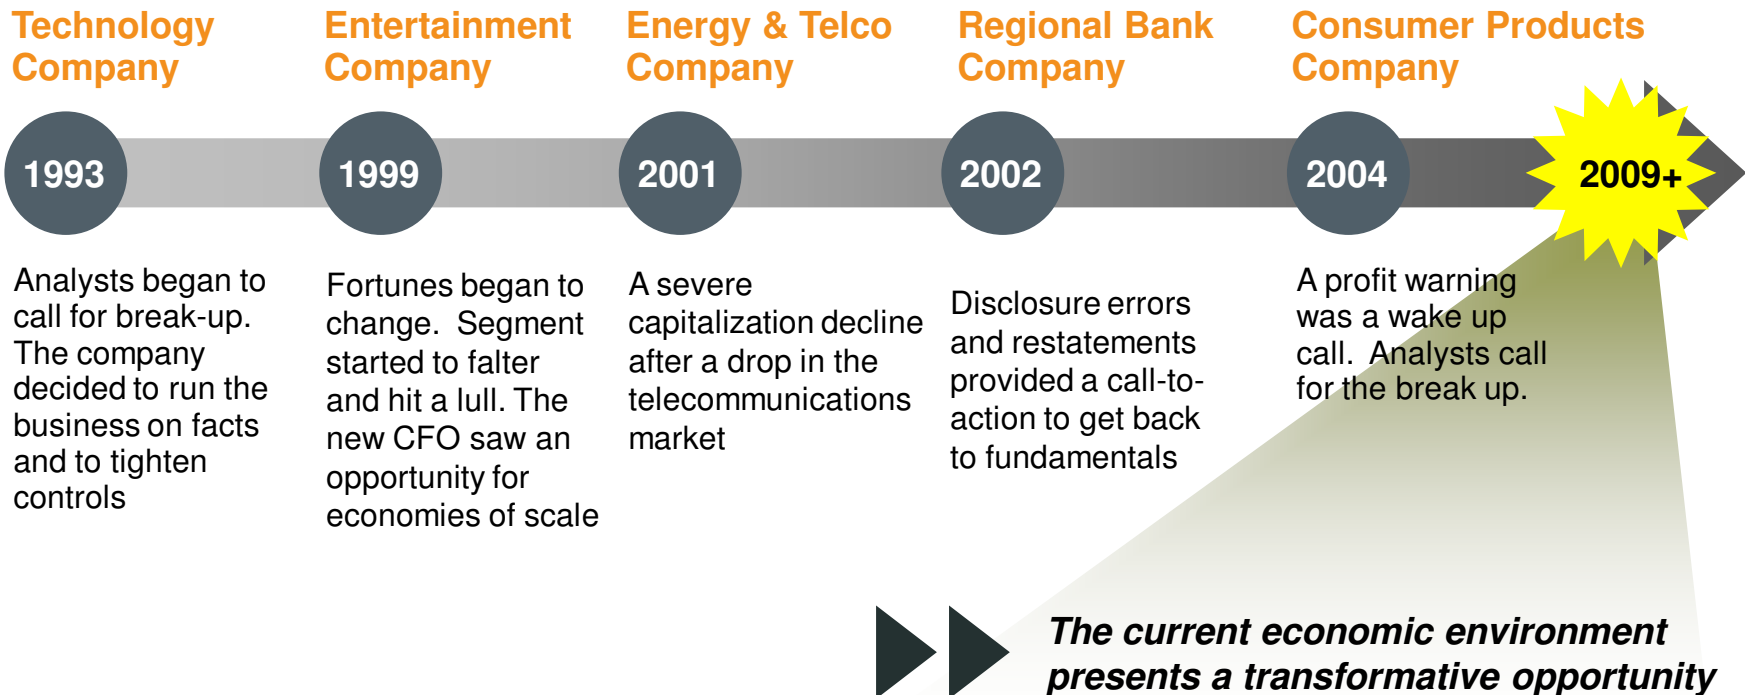 Technology
Company
Entertainment
Company
Energy & Telco
Company
Regional Bank
Company
Consumer Products
Company
1993
1999
2001
2002
2004
2009+
Analysts began to
call for break-up.
The company
decided to run the
business on facts
and to tighten
controls
Fortunes began to
change.  Segment
started to falter
and hit a lull. The
new CFO saw an
opportunity for
economies of scale
A severe
capitalization decline
after a drop in the
telecommunications
market
Disclosure errors
and restatements
provided a call-to-
action to get back
to fundamentals
A profit warning
was a wake up
call.  Analysts call
for the break up.
The current economic environment
presents a transformative opportunity